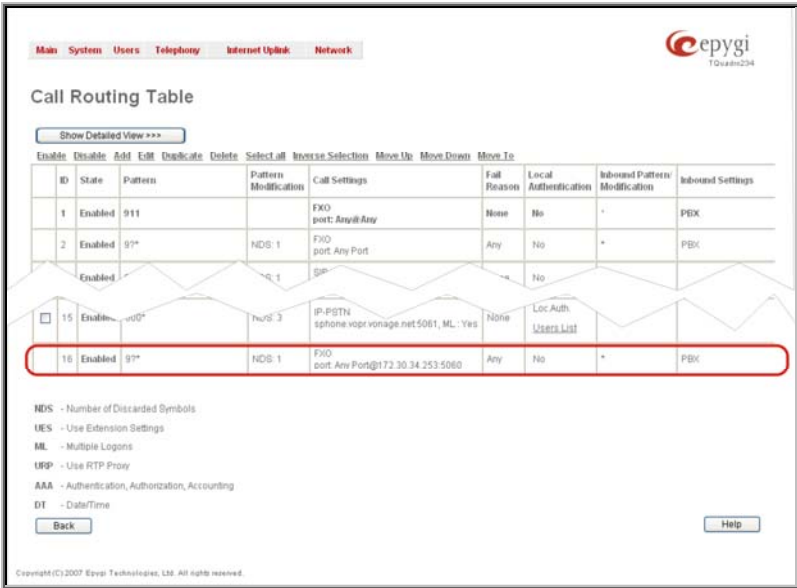 Main System Users Telephony Internet Uplink Network
epygi
TQuadro234
Call Routing Table
Show Detailed View >>>
Enable Disable Add Edit Duplicate Delete Select all Inverse Selection Move Up Move Down Move To
ID State Pattern Pattern Modification Call Settings Fail Reason Local Authentication Inbound Pattern/ Modification Inbound Settings
1 Enabled 911 FXO port: Any@Any None No * PBX
2 Enabled 9?* NDS: 1 FXO port: Any Port Any No * PBX
Enabled No
15 NDS: 3 IP-PSTN sphone.vopr.vonage.net:5061, ML.: Yes None Loc.Auth. Users List
16 Enabled 9?* NDS: 1 FXO port: Any Port@172.30.34.253:5060 Any No * PBX
NDS - Number of Discarded Symbols
UES - Use Extension Settings
ML - Multiple Logons
URP - Use RTP Proxy
AAA - Authentication, Authorization, Accounting
DT - Date/Time
Back Help
Copyright (C) 2007 Epygi Technologies, Ltd. All rights reserved.